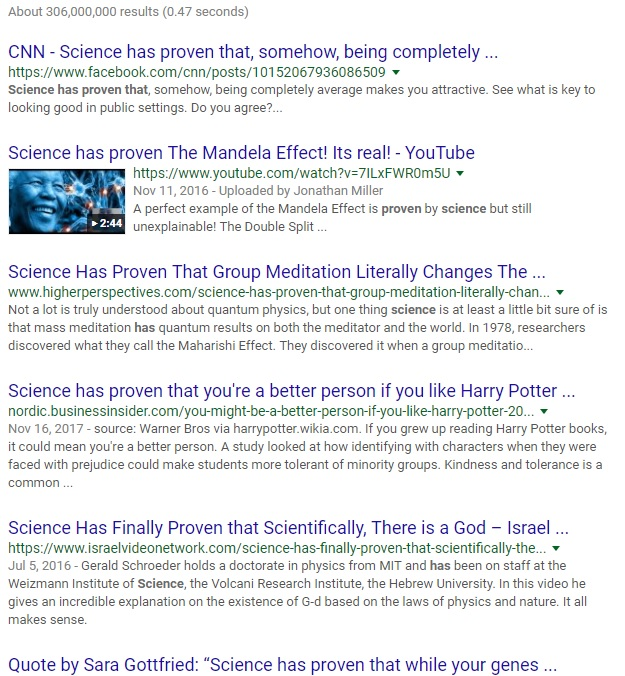 About 306,000,000 results (0.47 seconds)
CNN - Science has proven that, somehow, being completely ...
https://www.facebook.com/cnn/posts/10152067936086509
Science has proven that, somehow, being completely average makes you attractive. See what is key to
looking good in public settings. Do you agree?...
Science has proven The Mandela Effect! Its real! - YouTube
https://www.youtube.com/watch?v=7ILxFWR0m5U
Nov 11, 2016 - Uploaded by Jonathan Miller
A perfect example of the Mandela Effect is proven by science but still
unexplainable! The Double Split ...
2:44
Science Has Proven That Group Meditation Literally Changes The ...
www.higherperspectives.com/science-has-proven-that-group-meditation-literally-chan...
Not a lot is truly understood about quantum physics, but one thing science is at least a little bit sure of is
that mass meditation has quantum results on both the meditator and the world. In 1978, researchers
discovered what they call the Maharishi Effect. They discovered it when a group meditatio...
Science has proven that you're a better person if you like Harry Potter ...
nordic.businessinsider.com/you-might-be-a-better-person-if-you-like-harry-potter-20...
Nov 16, 2017 - source: Warner Bros via harrypotter.wikia.com. If you grew up reading Harry Potter books,
it could mean you're a better person. A study looked at how identifying with characters when they were
faced with prejudice could make students more tolerant of minority groups. Kindness and tolerance is a
common ...
Science Has Finally Proven that Scientifically, There is a God – Israel ...
https://www.israelvideonetwork.com/science-has-finally-proven-that-scientifically-the...
Jul 5, 2016 - Gerald Schroeder holds a doctorate in physics from MIT and has been on staff at the
Weizmann Institute of Science, the Volcani Research Institute, the Hebrew University. In this video he
gives an incredible explanation on the existence of G-d based on the laws of physics and nature. It all
makes sense.
Quote by Sara Gottfried: “Science has proven that while your genes ...